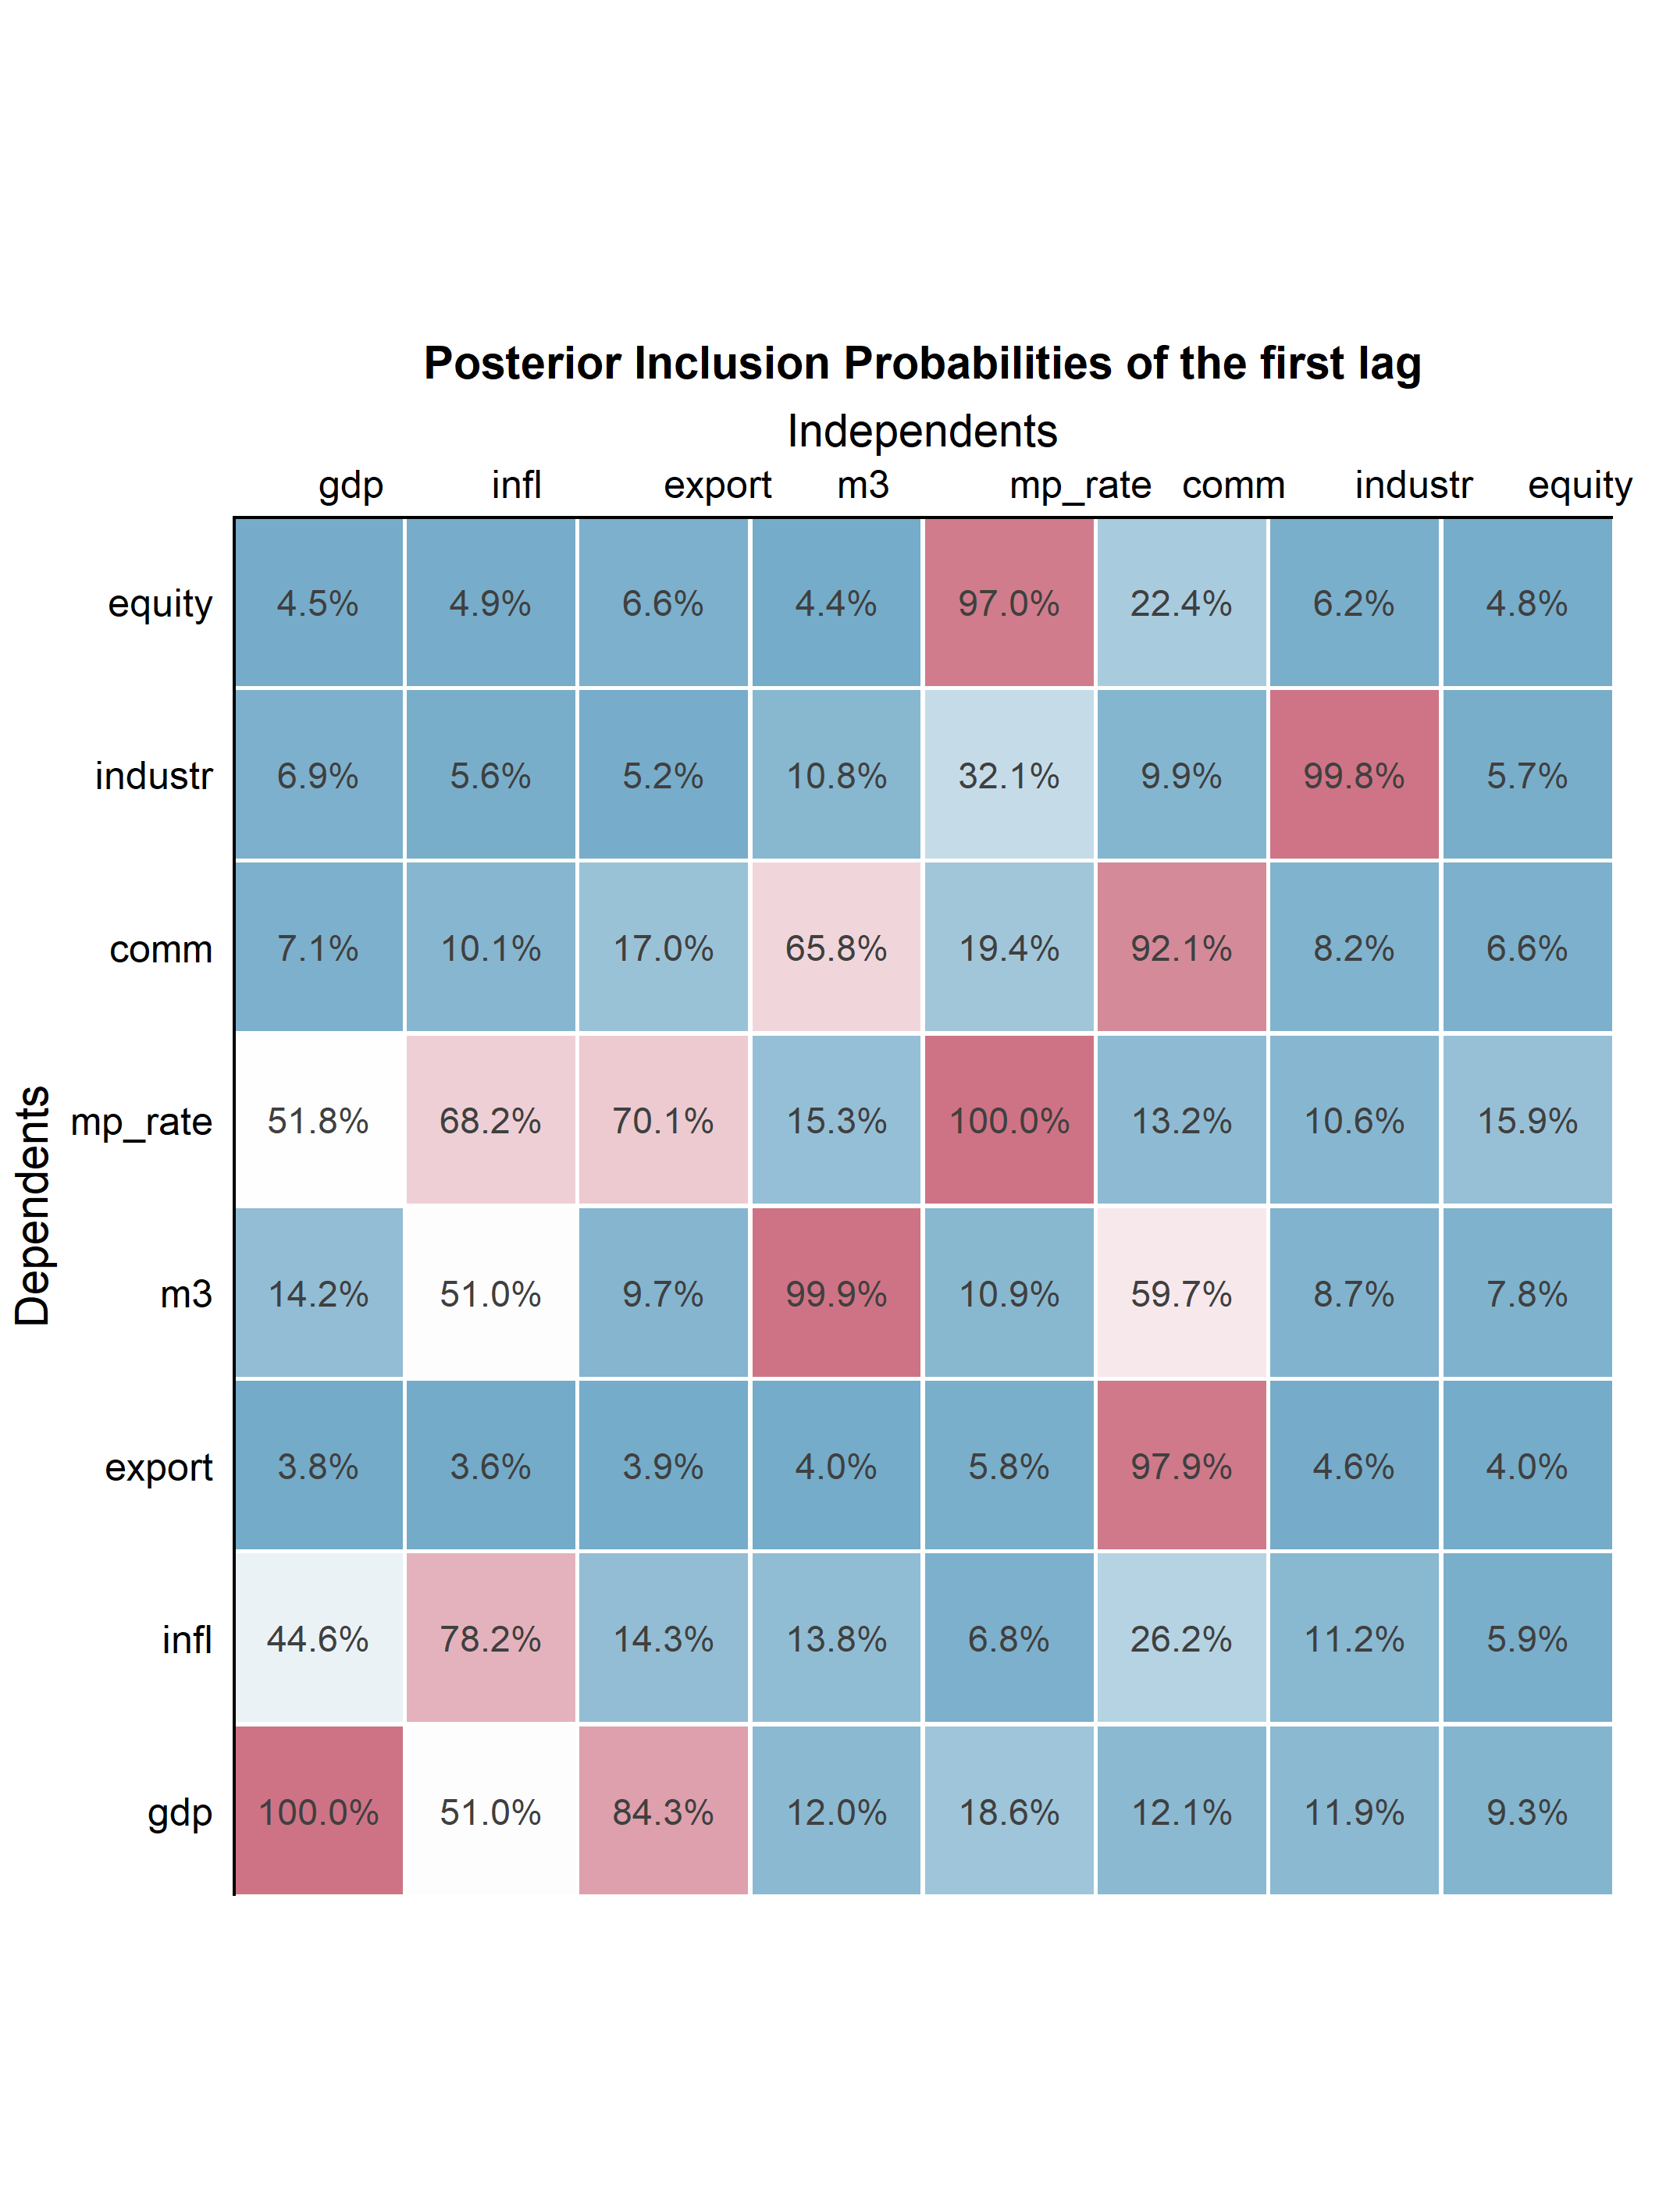 Posterior Inclusion Probabilities of the first lag
Independents
gdp infl export m3 mp_rate comm industr equity
equity 4.5% 4.9% 6.6% 4.4% 97.0% 22.4% 6.2% 4.8%
industr 6.9% 5.6% 5.2% 10.8% 32.1% 9.9% 99.8% 5.7%
comm 7.1% 10.1% 17.0% 65.8% 19.4% 92.1% 8.2% 6.6%
Dependents
mp_rate 51.8% 68.2% 70.1% 15.3% 100.0% 13.2% 10.6% 15.9%
m3 14.2% 51.0% 9.7% 99.9% 10.9% 59.7% 8.7% 7.8%
export 3.8% 3.6% 3.9% 4.0% 5.8% 97.9% 4.6% 4.0%
infl 44.6% 78.2% 14.3% 13.8% 6.8% 26.2% 11.2% 5.9%
gdp 100.0% 51.0% 84.3% 12.0% 18.6% 12.1% 11.9% 9.3%